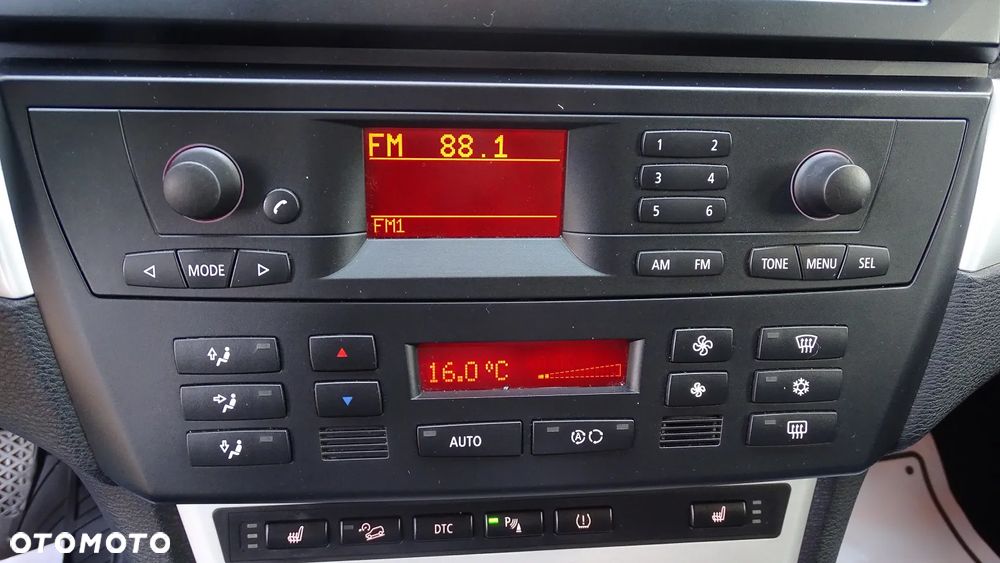 FM 88.1
FM1
1 2
3 4
5 6
MODE
AM FM
TONE MENU SEL
16.0 °C
AUTO
A
DTC
P
OTOMOTO